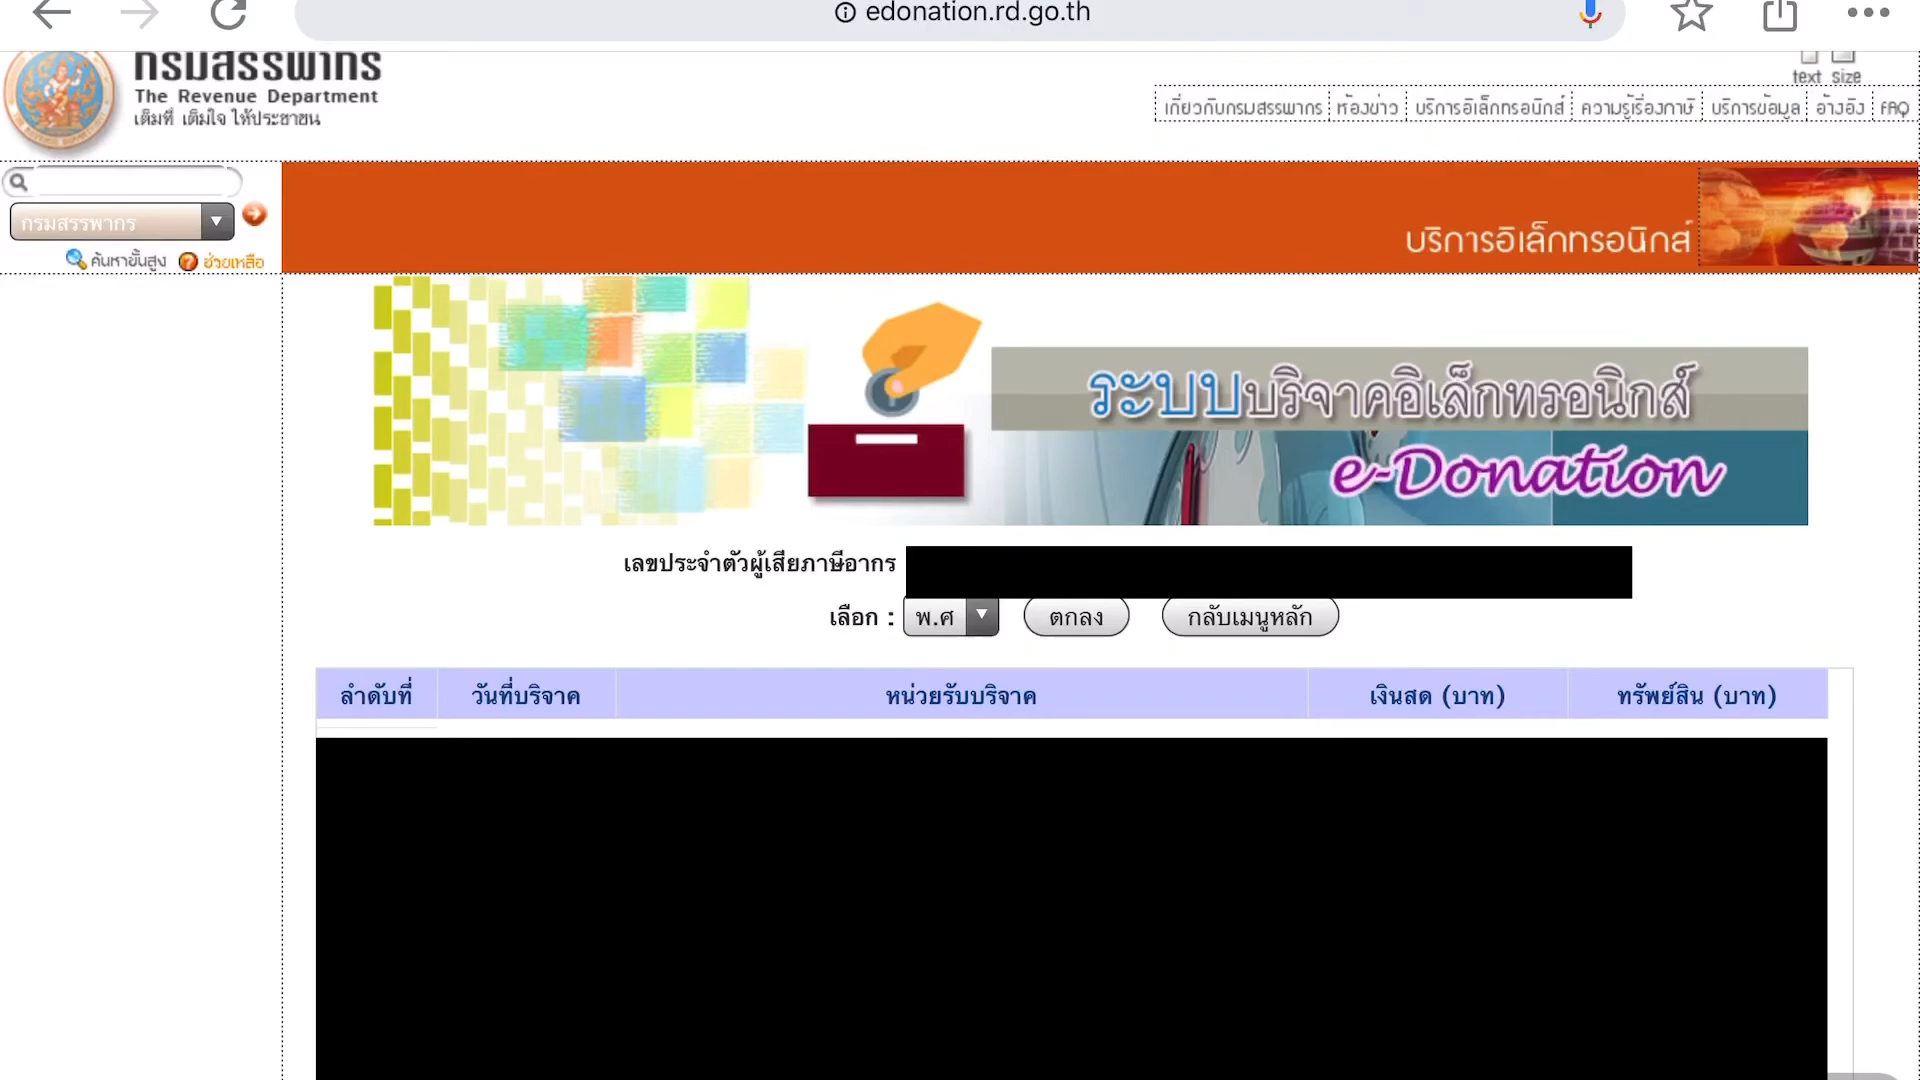 edonation.rd.go.th
กรมสรรพากร
The Revenue Department
เต็มที่ เต็มใจ ให้ประชาชน
text size
เกี่ยวกับกรมสรรพากร ห้องข่าว บริการอิเล็กทรอนิกส์ ความรู้เรื่องภาษี บริการข้อมูล อ้างอิง FAQ
กรมสรรพากร
ค้นหาขั้นสูง ช่วยเหลือ
บริการอิเล็กทรอนิกส์
ระบบบริจาคอิเล็กทรอนิกส์
e-Donation
เลขประจำตัวผู้เสียภาษีอากร
เลือก : พ.ศ ตกลง กลับเมนูหลัก
ลำดับที่ วันที่บริจาค หน่วยรับบริจาค เงินสด (บาท) ทรัพย์สิน (บาท)